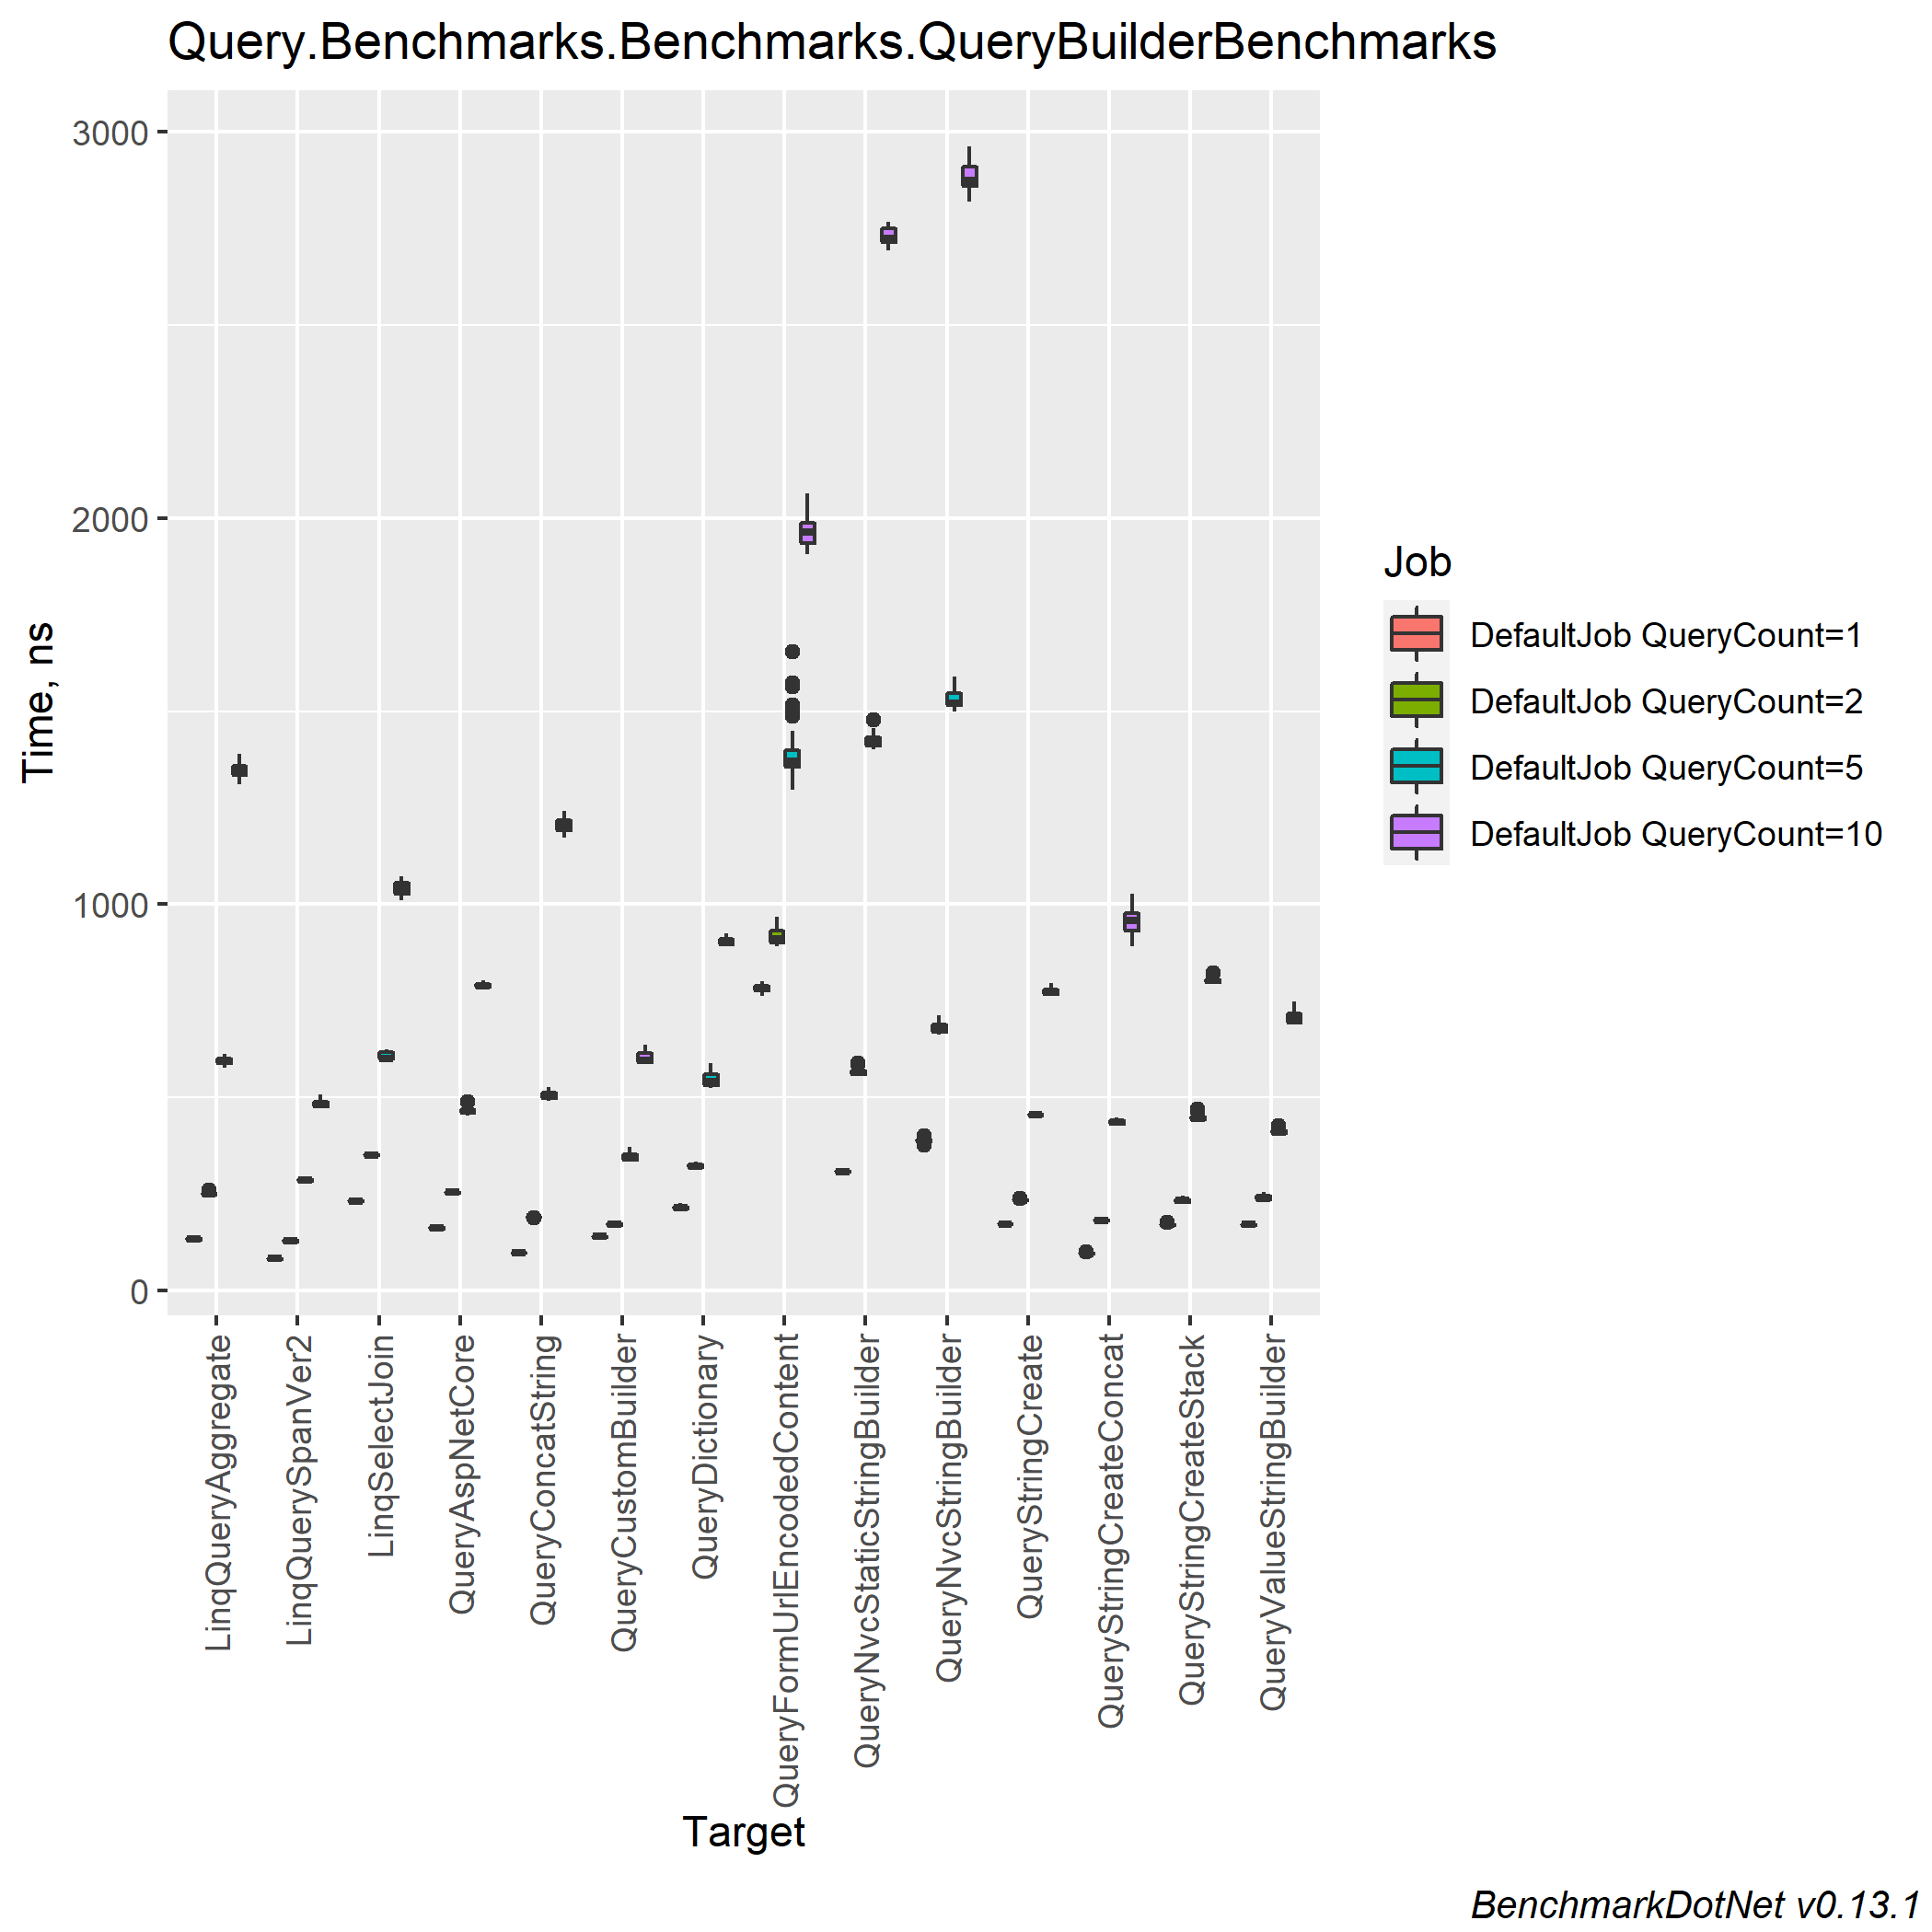 Query.Benchmarks.Benchmarks.QueryBuilderBenchmarks
3000
2000
1000
0
Time, ns
Job
DefaultJob QueryCount=1
DefaultJob QueryCount=2
DefaultJob QueryCount=5
DefaultJob QueryCount=10
LinqQueryAggregate
LinqQuerySpanVer2
LinqSelectJoin
QueryAspNetCore
QueryConcatString
QueryCustomBuilder
QueryDictionary
QueryFormUrlEncodedContent
QueryNvcStaticStringBuilder
QueryNvcStringBuilder
QueryStringCreate
QueryStringCreateConcat
QueryStringCreateStack
QueryValueStringBuilder
Target
BenchmarkDotNet v0.13.1